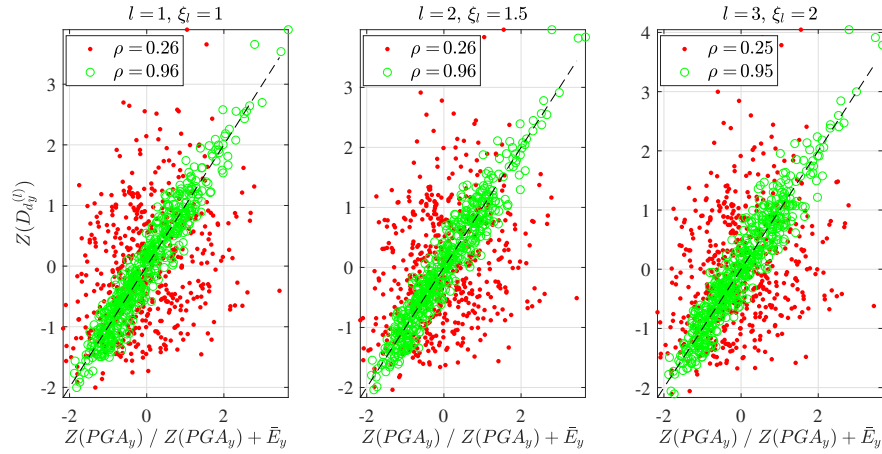 l = 1, ξ_l = 1
ρ = 0.26
ρ = 0.96
Z(D_{d_y}^{(l)})
4
3
2
1
0
-1
-2
-2 0 2
Z(PGA_y) / Z(PGA_y) + Ē_y
l = 2, ξ_l = 1.5
ρ = 0.26
ρ = 0.96
3
2
1
0
-1
-2
-2 0 2
Z(PGA_y) / Z(PGA_y) + Ē_y
l = 3, ξ_l = 2
ρ = 0.25
ρ = 0.95
4
3
2
1
0
-1
-2
-2 0 2
Z(PGA_y) / Z(PGA_y) + Ē_y